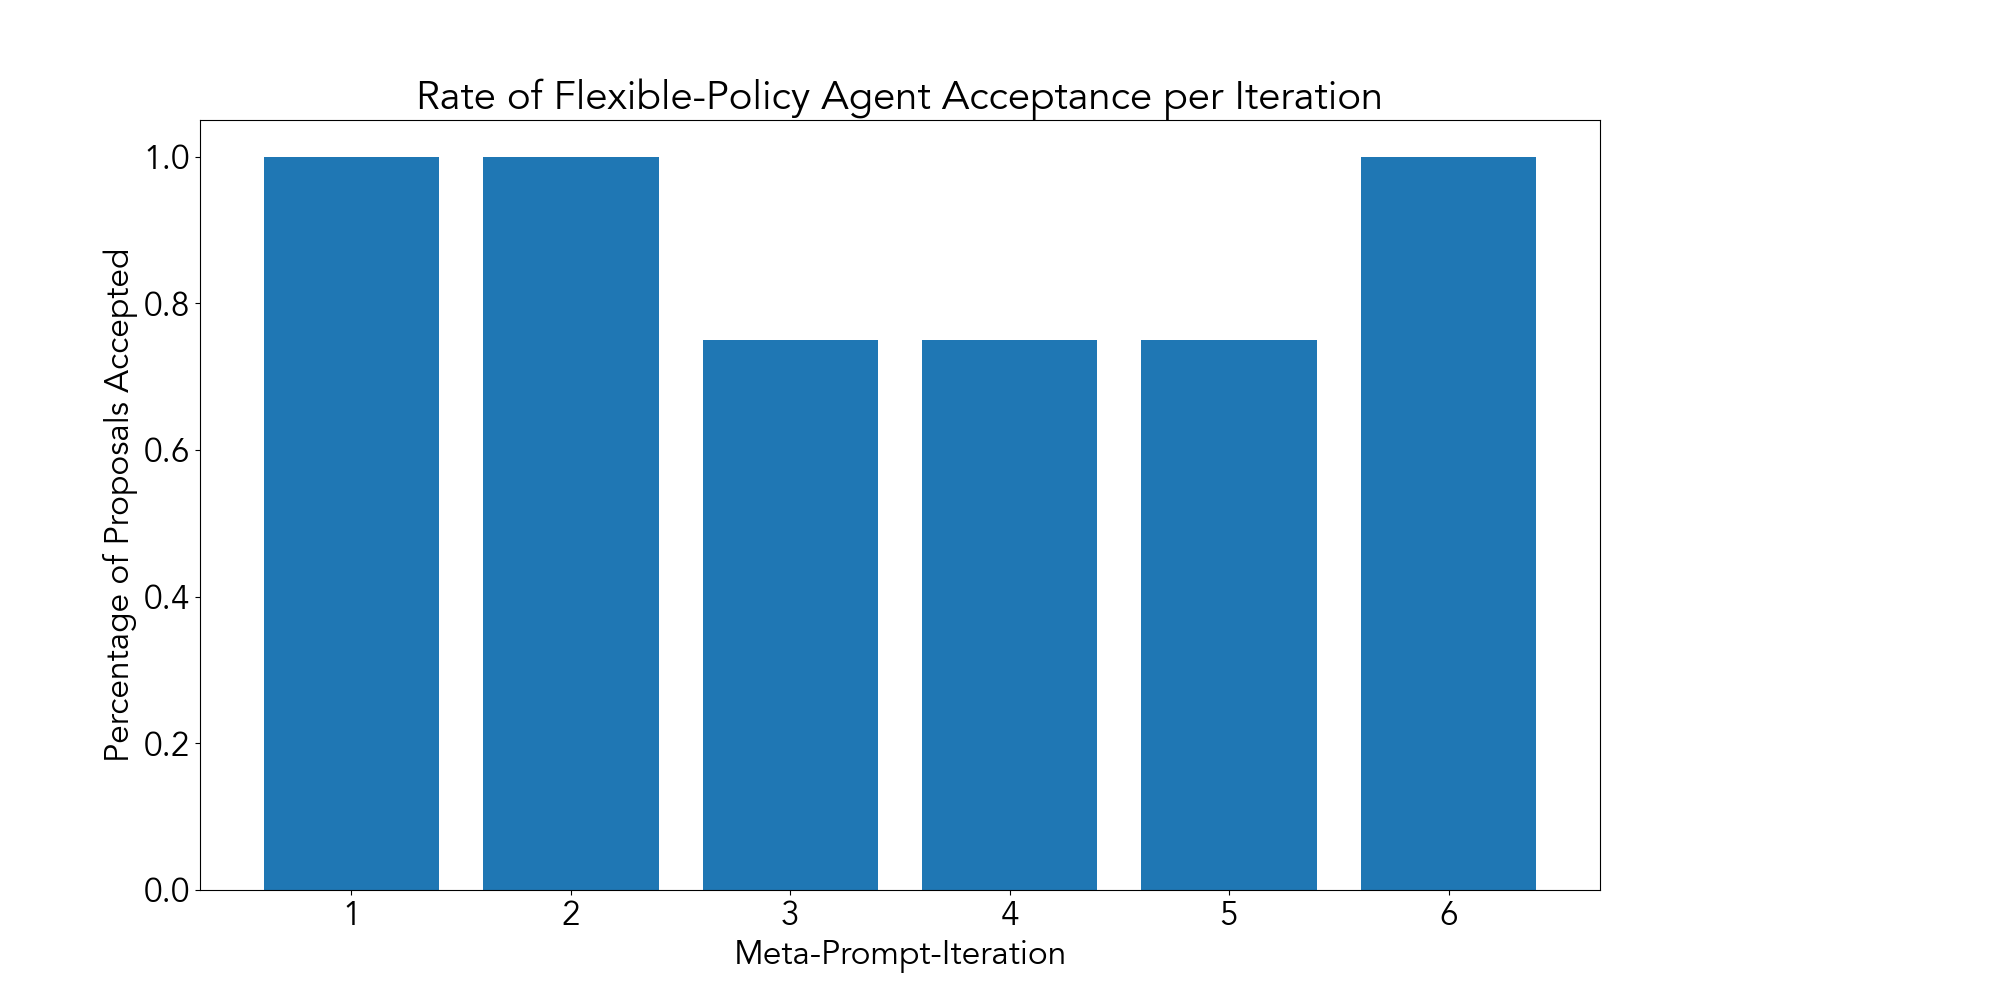 Rate of Flexible-Policy Agent Acceptance per Iteration
Percentage of Proposals Accepted
1.0
0.8
0.6
0.4
0.2
0.0
1 2 3 4 5 6
Meta-Prompt-Iteration